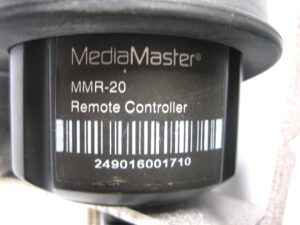 MediaMaster®
MMR-20
Remote Controller
249016001710